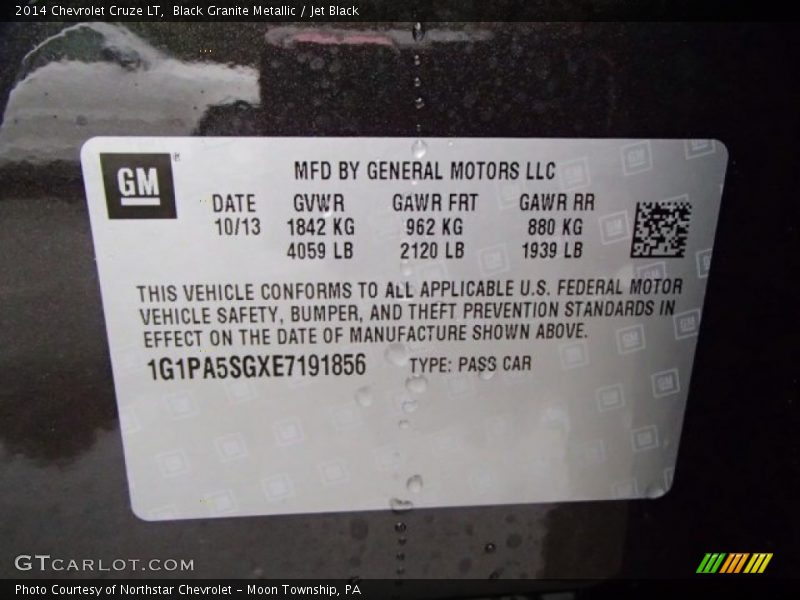 2014 Chevrolet Cruze LT, Black Granite Metallic / Jet Black
GM
MFD BY GENERAL MOTORS LLC
DATE GVWR GAWR FRT GAWR RR
10/13 1842 KG 962 KG 880 KG
4059 LB 2120 LB 1939 LB
THIS VEHICLE CONFORMS TO ALL APPLICABLE U.S. FEDERAL MOTOR
VEHICLE SAFETY, BUMPER, AND THEFT PREVENTION STANDARDS IN
EFFECT ON THE DATE OF MANUFACTURE SHOWN ABOVE.
1G1PA5SGXE7191856 TYPE: PASS CAR
GTCARLOT.COM
Photo Courtesy of Northstar Chevrolet - Moon Township, PA